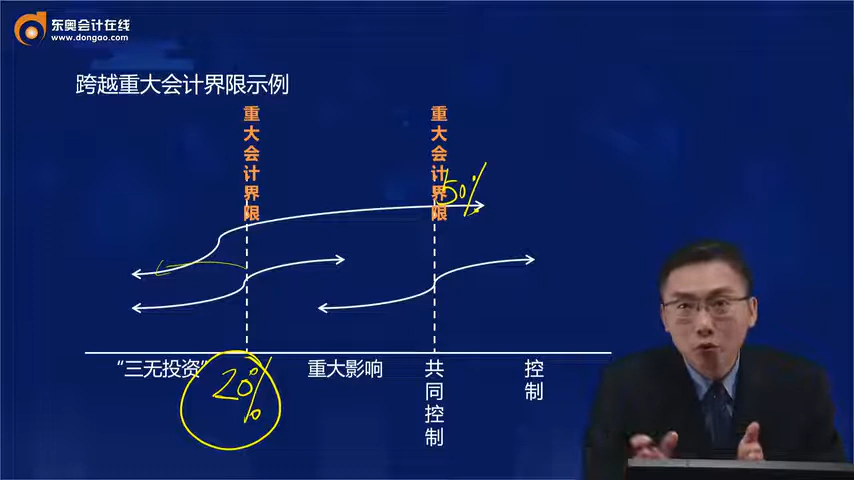 东奥会计在线
www.dongao.com
跨越重大会计界限示例
重大会计界限
重大会计界限
50%
“三无投资”
20%
重大影响
共同控制
控制